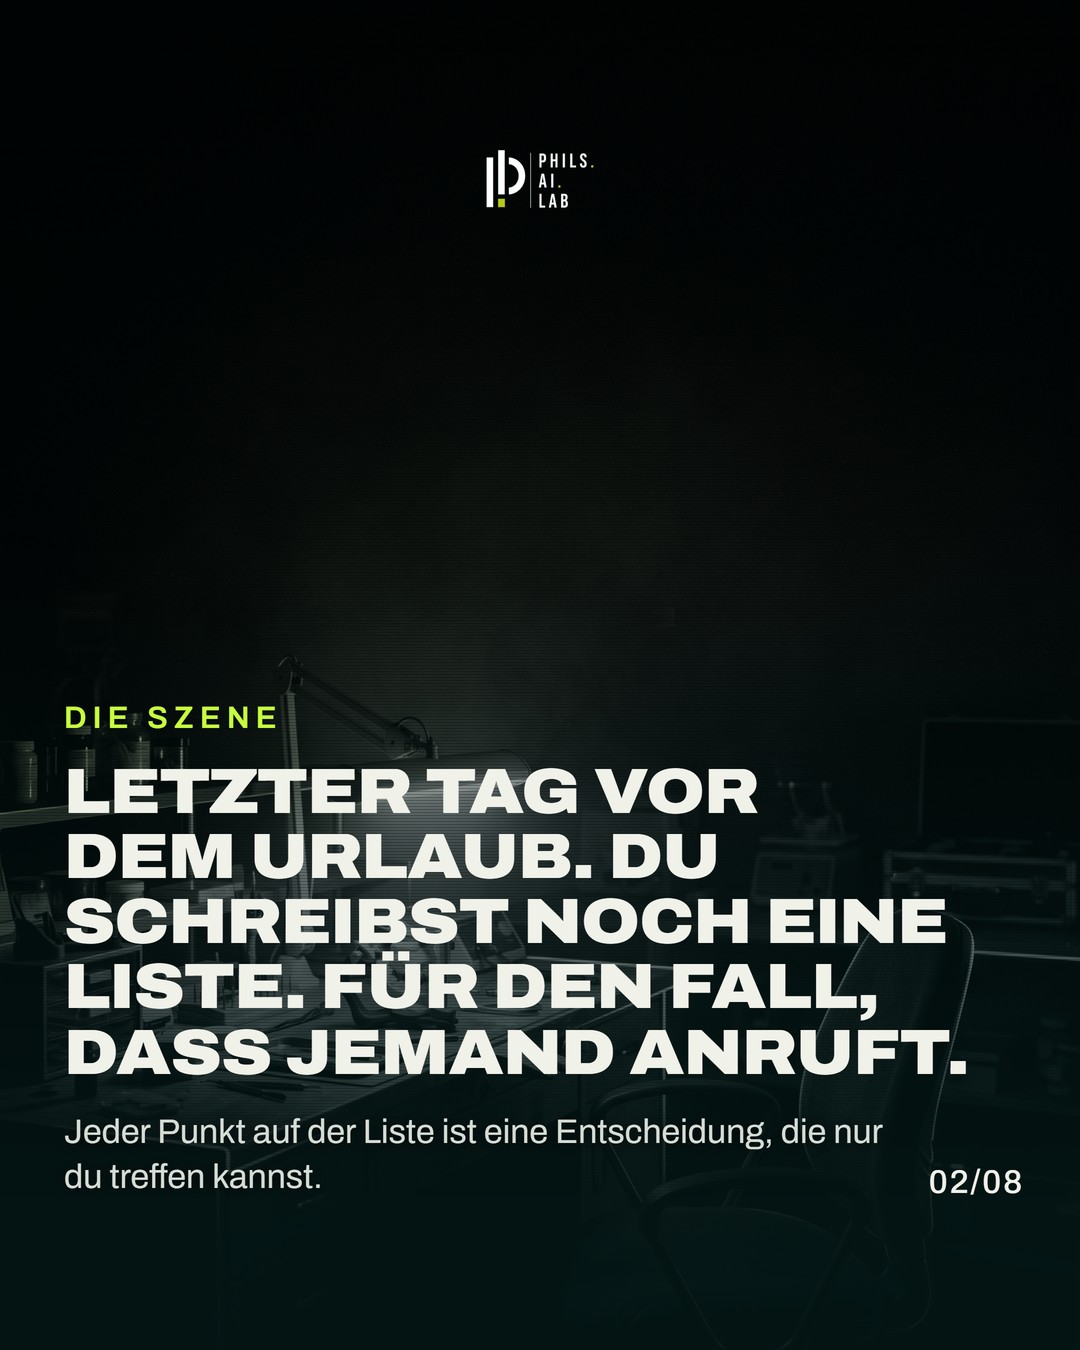 PHILS.
AI.
LAB
DIE SZENE
LETZTER TAG VOR
DEM URLAUB. DU
SCHREIBST NOCH EINE
LISTE. FÜR DEN FALL,
DASS JEMAND ANRUFT.
Jeder Punkt auf der Liste ist eine Entscheidung, die nur
du treffen kannst.
02/08